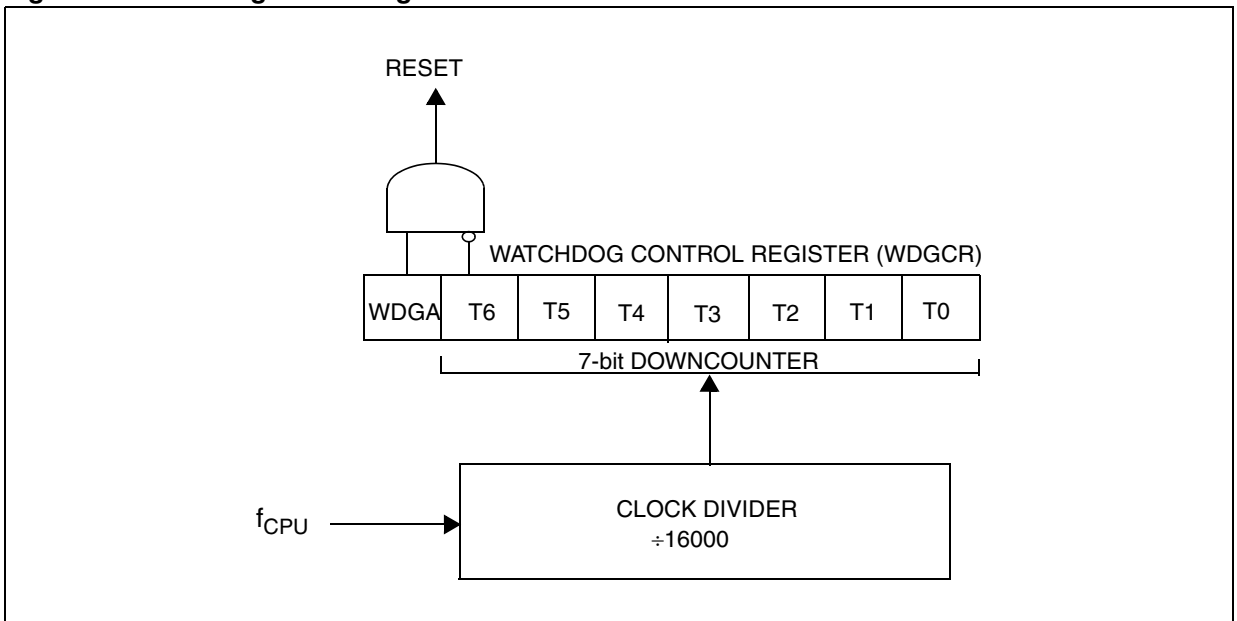 RESET
WATCHDOG CONTROL REGISTER (WDGCR)
WDGA T6 T5 T4 T3 T2 T1 T0
7-bit DOWNCOUNTER
fCPU
CLOCK DIVIDER
÷16000